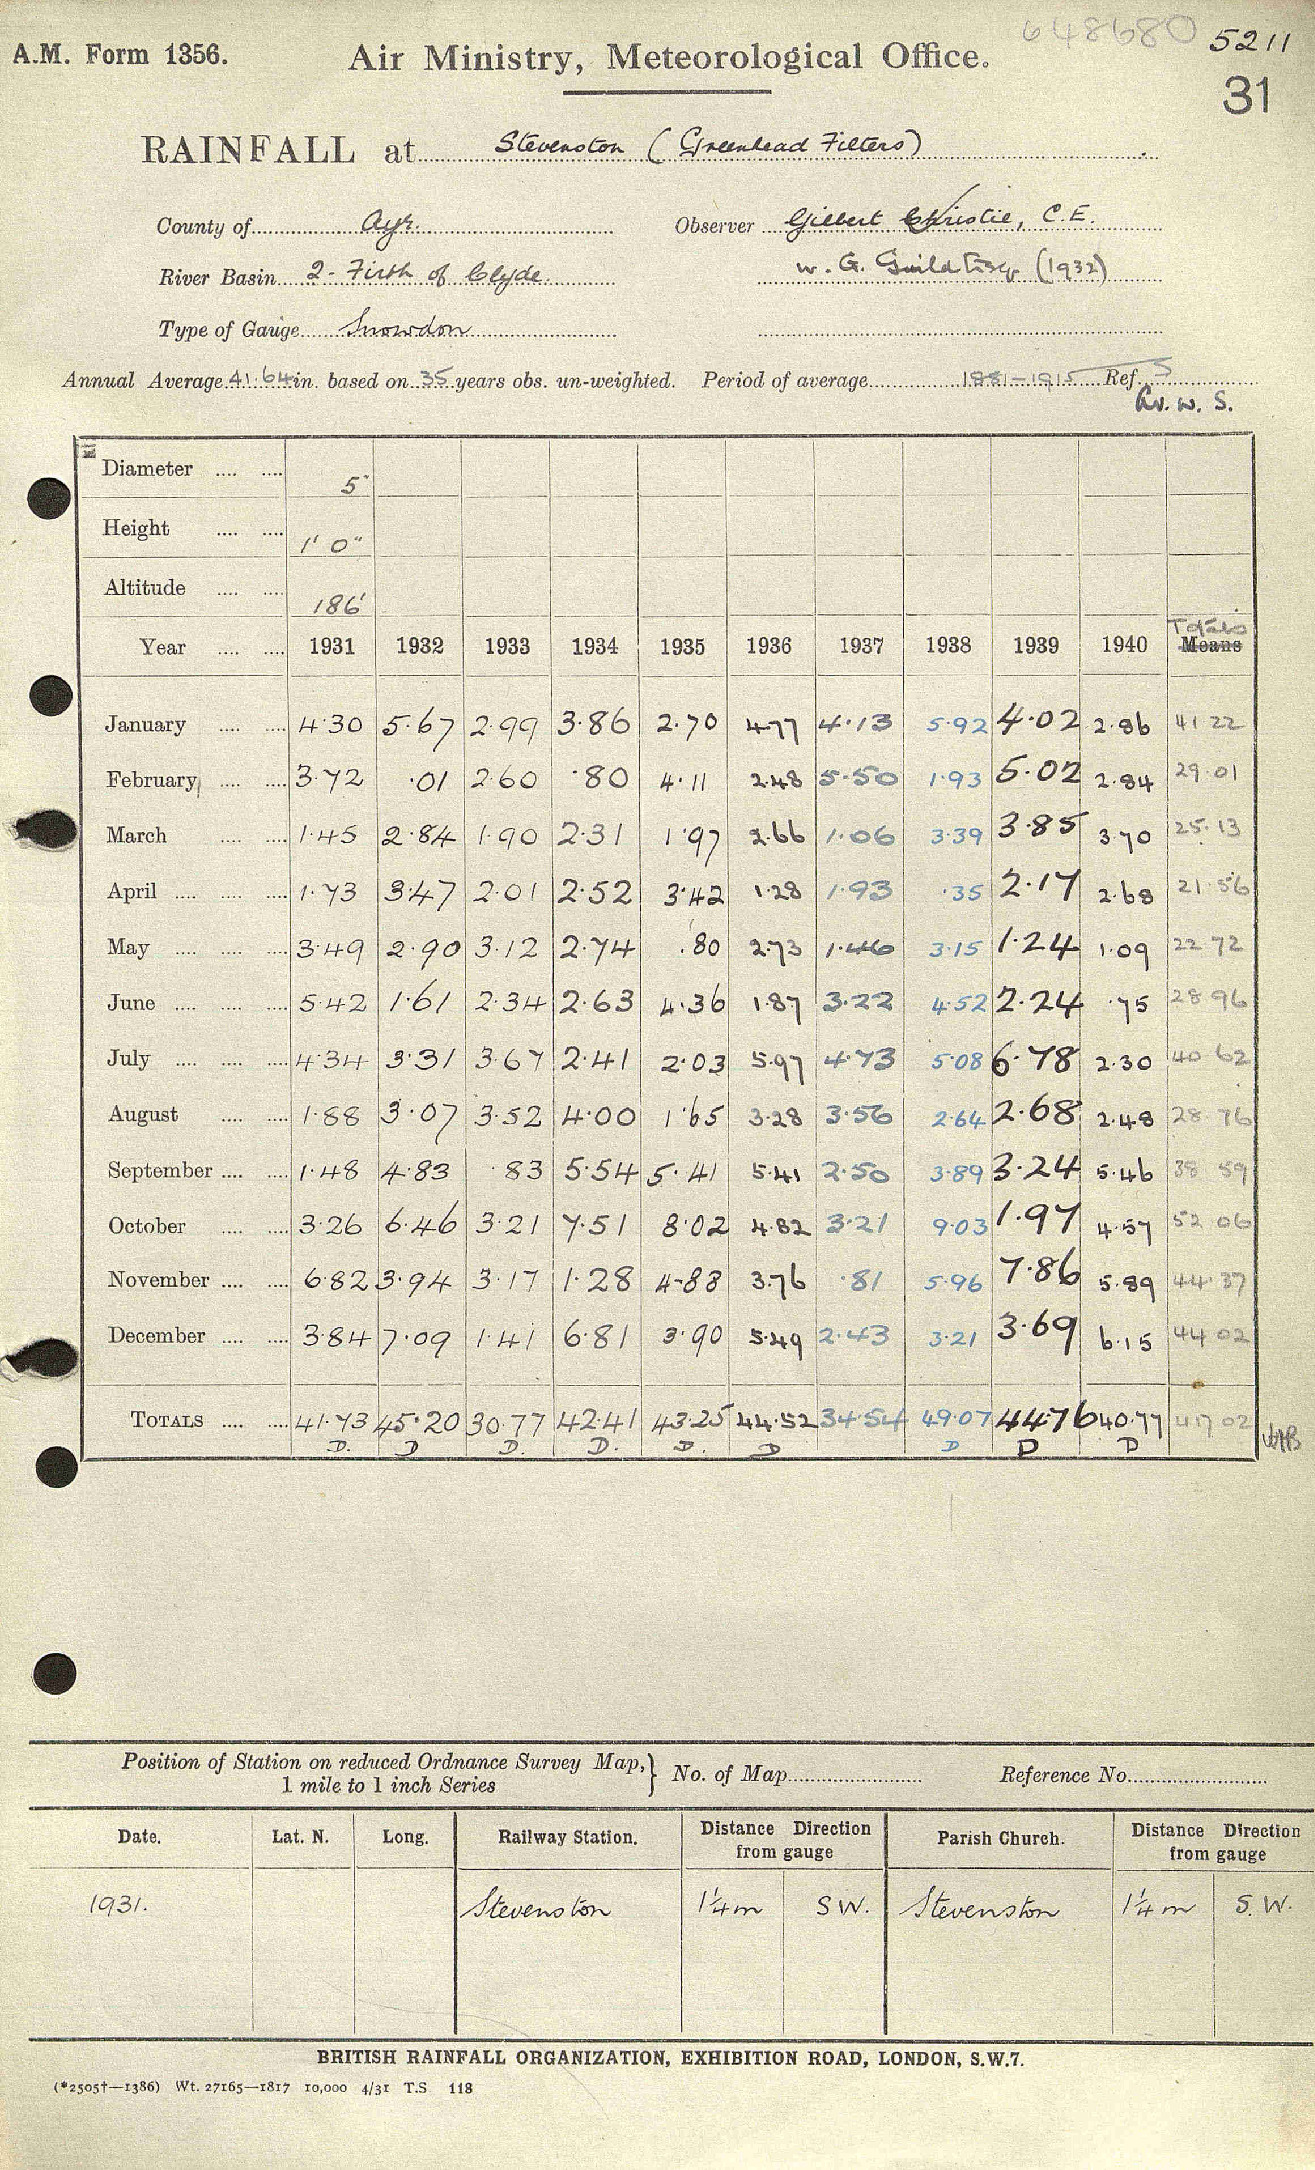 648680 5211
A.M. Form 1356. Air Ministry, Meteorological Office.
31
RAINFALL at Stevenston (Greenhead Filters)
County of Ayr. Observer Gilbert Christie, C.E.
River Basin 2 - Firth of Clyde. W. G. Guild Esq. (1932)
Type of Gauge Snowdon
Annual Average 41.64 in. based on 35 years obs. un-weighted. Period of average 1881-1915 Ref. S
Av. W. S.
Diameter .... .... 5"
Height .... .... 1' 0"
Altitude .... .... 186'
Totals
Year .... .... 1931 1932 1933 1934 1935 1936 1937 1938 1939 1940 Means
January .... .... 4.30 5.67 2.99 3.86 2.70 4.77 4.13 5.92 4.02 2.86 41 22
February .... .... 3.72 .01 2.60 .80 4.11 2.48 5.50 1.93 5.02 2.84 29.01
March .... .... 1.45 2.84 1.90 2.31 1.97 2.66 1.06 3.39 3.85 3.70 25.13
April .... .... .... 1.73 3.47 2.01 2.52 3.42 1.28 1.93 .35 2.17 2.68 21.56
May .... .... .... 3.49 2.90 3.12 2.74 .80 2.73 1.46 3.15 1.24 1.09 22 72
June .... .... .... 5.42 1.61 2.34 2.63 4.36 1.87 3.22 4.52 2.24 .75 28 96
July .... .... .... 4.34 3.31 3.67 2.41 2.03 5.97 4.73 5.08 6.78 2.30 40 62
August .... .... 1.88 3.07 3.52 4.00 1.65 3.28 3.56 2.64 2.68 2.48 28 76
September .... .... 1.48 4.83 .83 5.54 5.41 5.41 2.50 3.89 3.24 5.46 38 59
October .... .... 3.26 6.46 3.21 7.51 8.02 4.82 3.21 9.03 1.97 4.57 52 06
November .... .... 6.82 3.94 3.17 1.28 4.88 3.76 .81 5.96 7.86 5.89 44.37
December .... .... 3.84 7.09 1.41 6.81 3.90 5.49 2.43 3.21 3.69 6.15 44 02
TOTALS .... .... 41.73 45.20 30.77 42.41 43.25 44.52 34.54 49.07 44.76 40.77 417 02
D. D D. D. D. D D D D
Position of Station on reduced Ordnance Survey Map, } No. of Map Reference No.
1 mile to 1 inch Series
Date. Lat. N. Long. Railway Station. Distance from gauge Direction Parish Church. Distance from gauge Direction
1931. Stevenston 1¼ m S W. Stevenston 1¼ m S. W.
BRITISH RAINFALL ORGANIZATION, EXHIBITION ROAD, LONDON, S.W.7.
(*2505†—1386) Wt. 27165—1817 10,000 4/31 T.S 118